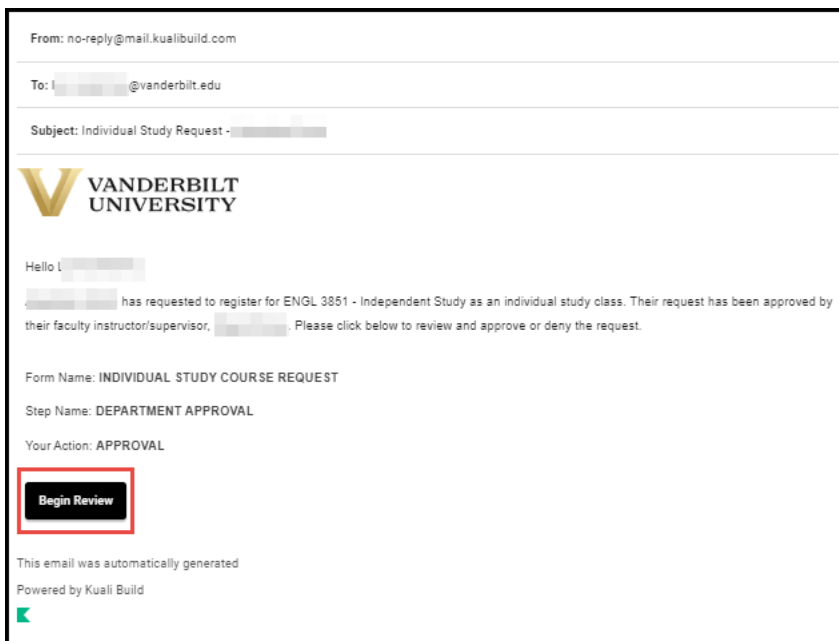 From: no-reply@mail.kualibuild.com
To: @vanderbilt.edu
Subject: Individual Study Request -
VANDERBILT
UNIVERSITY
Hello L
has requested to register for ENGL 3851 - Independent Study as an individual study class. Their request has been approved by
their faculty instructor/supervisor, . Please click below to review and approve or deny the request.
Form Name: INDIVIDUAL STUDY COURSE REQUEST
Step Name: DEPARTMENT APPROVAL
Your Action: APPROVAL
Begin Review
This email was automatically generated
Powered by Kuali Build